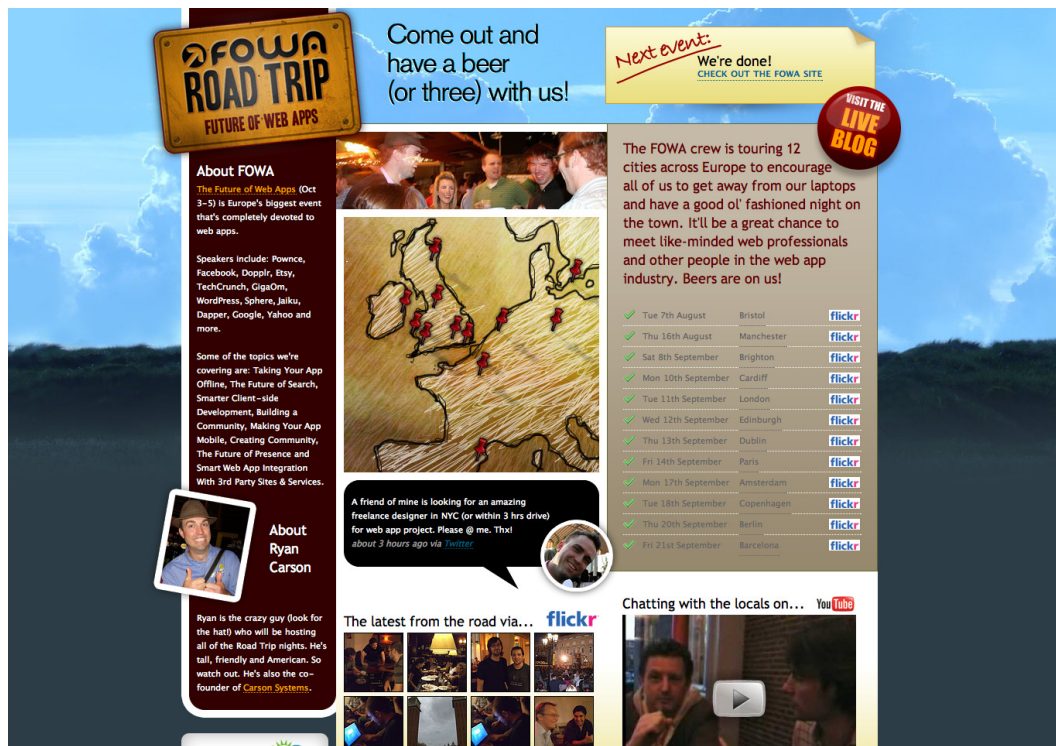 FOWA
ROAD TRIP
FUTURE OF WEB APPS
Come out and
have a beer
(or three) with us!
Next event:
We're done!
CHECK OUT THE FOWA SITE
VISIT THE
LIVE
BLOG
About FOWA
The Future of Web Apps (Oct
3-5) is Europe's biggest event
that's completely devoted to
web apps.
Speakers include: Pownce,
Facebook, Dopplr, Etsy,
TechCrunch, GigaOm,
WordPress, Sphere, Jaiku,
Dapper, Google, Yahoo and
more.
Some of the topics we're
covering are: Taking Your App
Offline, The Future of Search,
Smarter Client-side
Development, Building a
Community, Making Your App
Mobile, Creating Community,
The Future of Presence and
Smart Web App Integration
With 3rd Party Sites & Services.
About
Ryan
Carson
Ryan is the crazy guy (look for
the hat!) who will be hosting
all of the Road Trip nights. He's
tall, friendly and American. So
watch out. He's also the co-
founder of Carson Systems.
A friend of mine is looking for an amazing
freelance designer in NYC (or within 3 hrs drive)
for web app project. Please @ me. Thx!
about 3 hours ago via Twitter
The latest from the road via... flickr
The FOWA crew is touring 12
cities across Europe to encourage
all of us to get away from our laptops
and have a good ol' fashioned night on
the town. It'll be a great chance to
meet like-minded web professionals
and other people in the web app
industry. Beers are on us!
Tue 7th August Bristol flickr
Thu 16th August Manchester flickr
Sat 8th September Brighton flickr
Mon 10th September Cardiff flickr
Tue 11th September London flickr
Wed 12th September Edinburgh flickr
Thu 13th September Dublin flickr
Fri 14th September Paris flickr
Mon 17th September Amsterdam flickr
Tue 18th September Copenhagen flickr
Thu 20th September Berlin flickr
Fri 21st September Barcelona flickr
Chatting with the locals on... YouTube